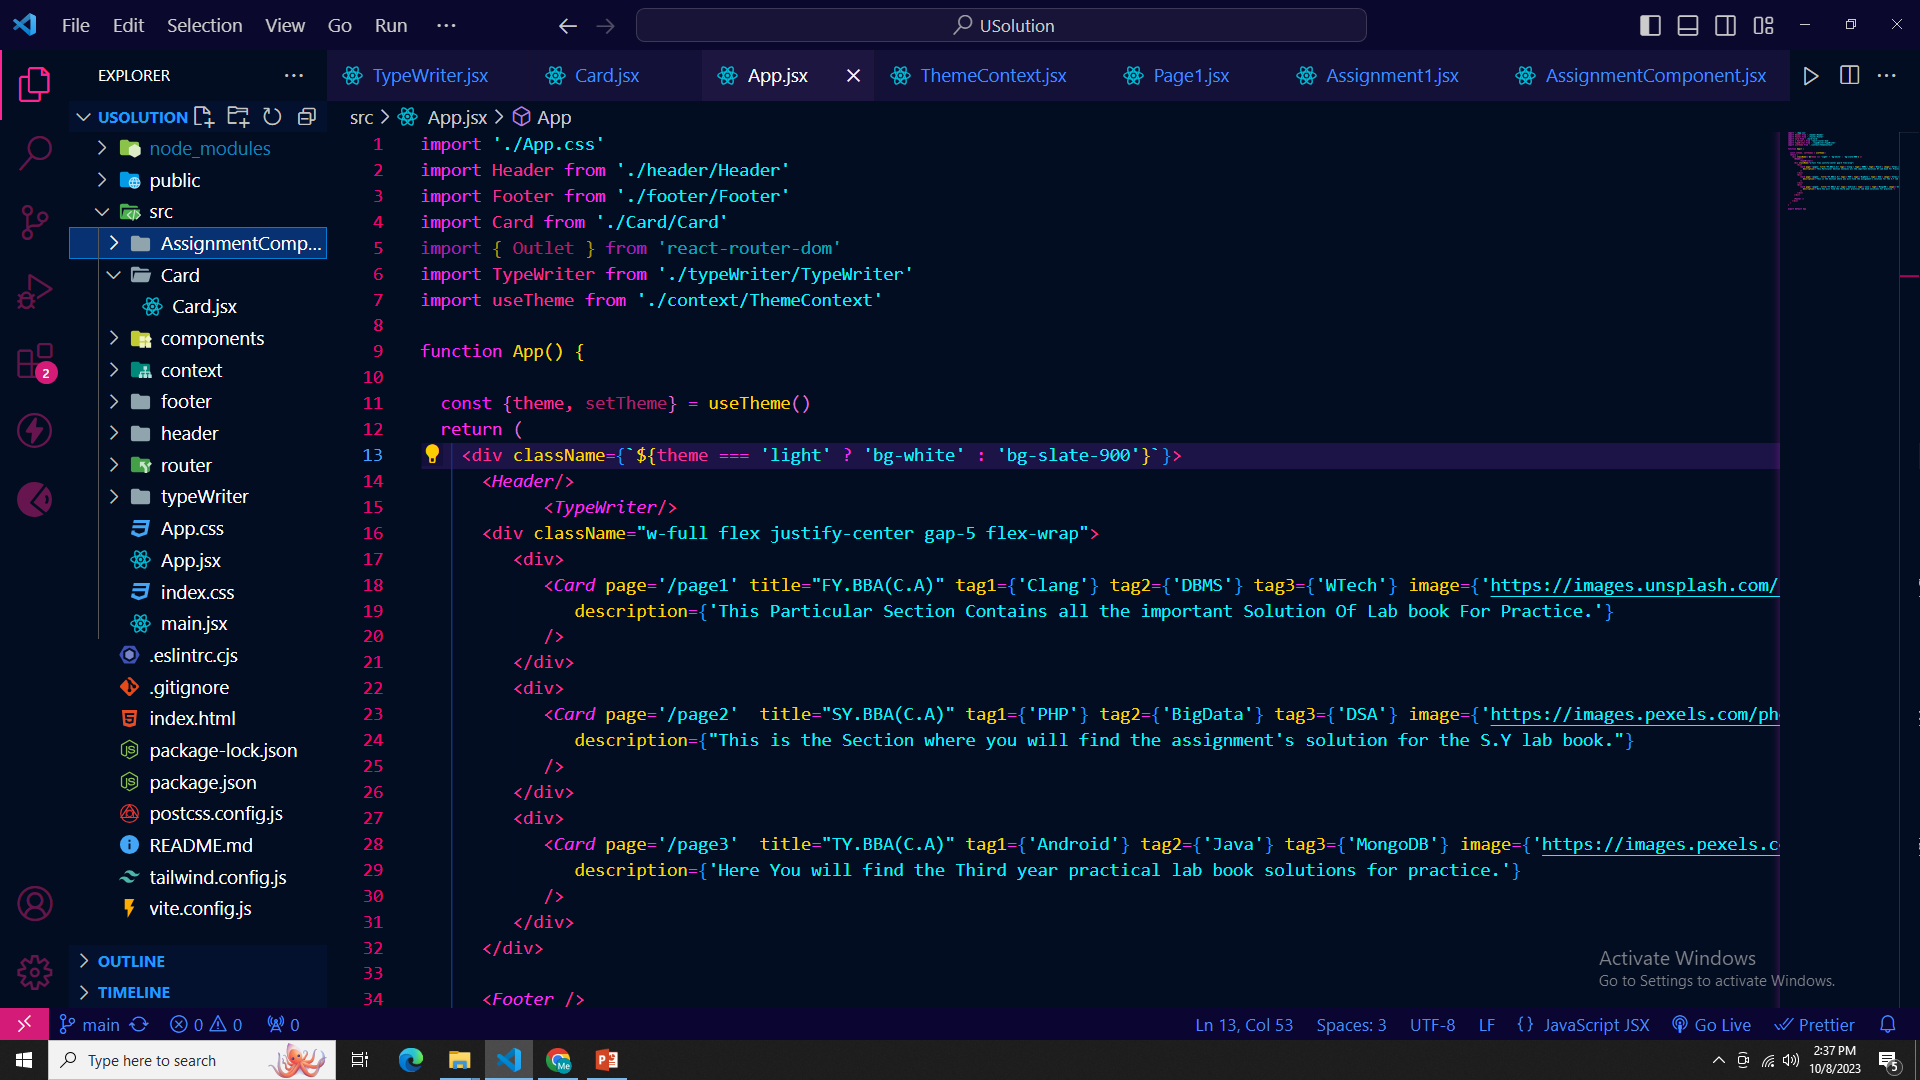 File Edit Selection View Go Run ···
USolution
EXPLORER
TypeWriter.jsx Card.jsx App.jsx ThemeContext.jsx Page1.jsx Assignment1.jsx AssignmentComponent.jsx
USOLUTION
node_modules
public
src
AssignmentComp...
Card
Card.jsx
components
context
footer
header
router
typeWriter
App.css
App.jsx
index.css
main.jsx
.eslintrc.cjs
.gitignore
index.html
package-lock.json
package.json
postcss.config.js
README.md
tailwind.config.js
vite.config.js
OUTLINE
TIMELINE
2
src > App.jsx > App
1 import './App.css'
2 import Header from './header/Header'
3 import Footer from './footer/Footer'
4 import Card from './Card/Card'
5 import { Outlet } from 'react-router-dom'
6 import TypeWriter from './typeWriter/TypeWriter'
7 import useTheme from './context/ThemeContext'
8
9 function App() {
10
11 const {theme, setTheme} = useTheme()
12 return (
13 <div className={`${theme === 'light' ? 'bg-white' : 'bg-slate-900'}`}>
14 <Header/>
15 <TypeWriter/>
16 <div className="w-full flex justify-center gap-5 flex-wrap">
17 <div>
18 <Card page='/page1' title="FY.BBA(C.A)" tag1={'Clang'} tag2={'DBMS'} tag3={'WTech'} image={'https://images.unsplash.com/
19 description={'This Particular Section Contains all the important Solution Of Lab book For Practice.'}
20 />
21 </div>
22 <div>
23 <Card page='/page2'  title="SY.BBA(C.A)" tag1={'PHP'} tag2={'BigData'} tag3={'DSA'} image={'https://images.pexels.com/ph
24 description={"This is the Section where you will find the assignment's solution for the S.Y lab book."}
25 />
26 </div>
27 <div>
28 <Card page='/page3'  title="TY.BBA(C.A)" tag1={'Android'} tag2={'Java'} tag3={'MongoDB'} image={'https://images.pexels.c
29 description={'Here You will find the Third year practical lab book solutions for practice.'}
30 />
31 </div>
32 </div>
33
34 <Footer />
Activate Windows
Go to Settings to activate Windows.
main 0 0 0 Ln 13, Col 53 Spaces: 3 UTF-8 LF {} JavaScript JSX Go Live Prettier
Type here to search
2:37 PM
10/8/2023
5